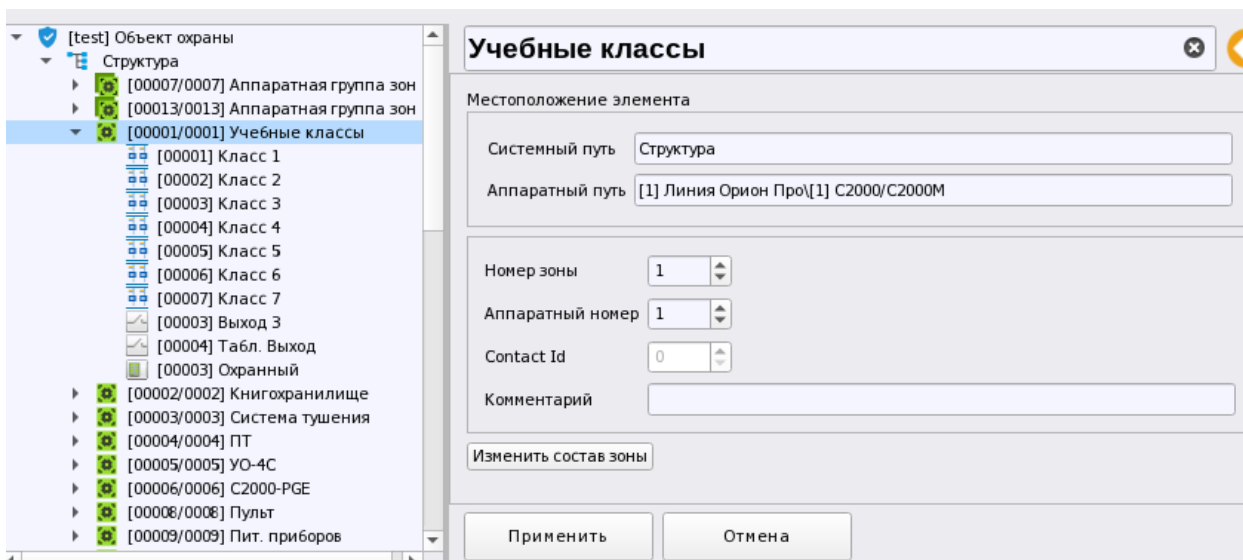 [test] Объект охраны
Структура
[00007/0007] Аппаратная группа зон
[00013/0013] Аппаратная группа зон
[00001/0001] Учебные классы
[00001] Класс 1
[00002] Класс 2
[00003] Класс 3
[00004] Класс 4
[00005] Класс 5
[00006] Класс 6
[00007] Класс 7
[00003] Выход 3
[00004] Табл. Выход
[00003] Охранный
[00002/0002] Книгохранилище
[00003/0003] Система тушения
[00004/0004] ПТ
[00005/0005] УО-4С
[00006/0006] С2000-PGE
[00008/0008] Пульт
[00009/0009] Пит. приборов
Учебные классы
Местоположение элемента
Системный путь Структура
Аппаратный путь [1] Линия Орион Про\[1] С2000/С2000М
Номер зоны 1
Аппаратный номер 1
Contact Id 0
Комментарий
Изменить состав зоны
Применить Отмена